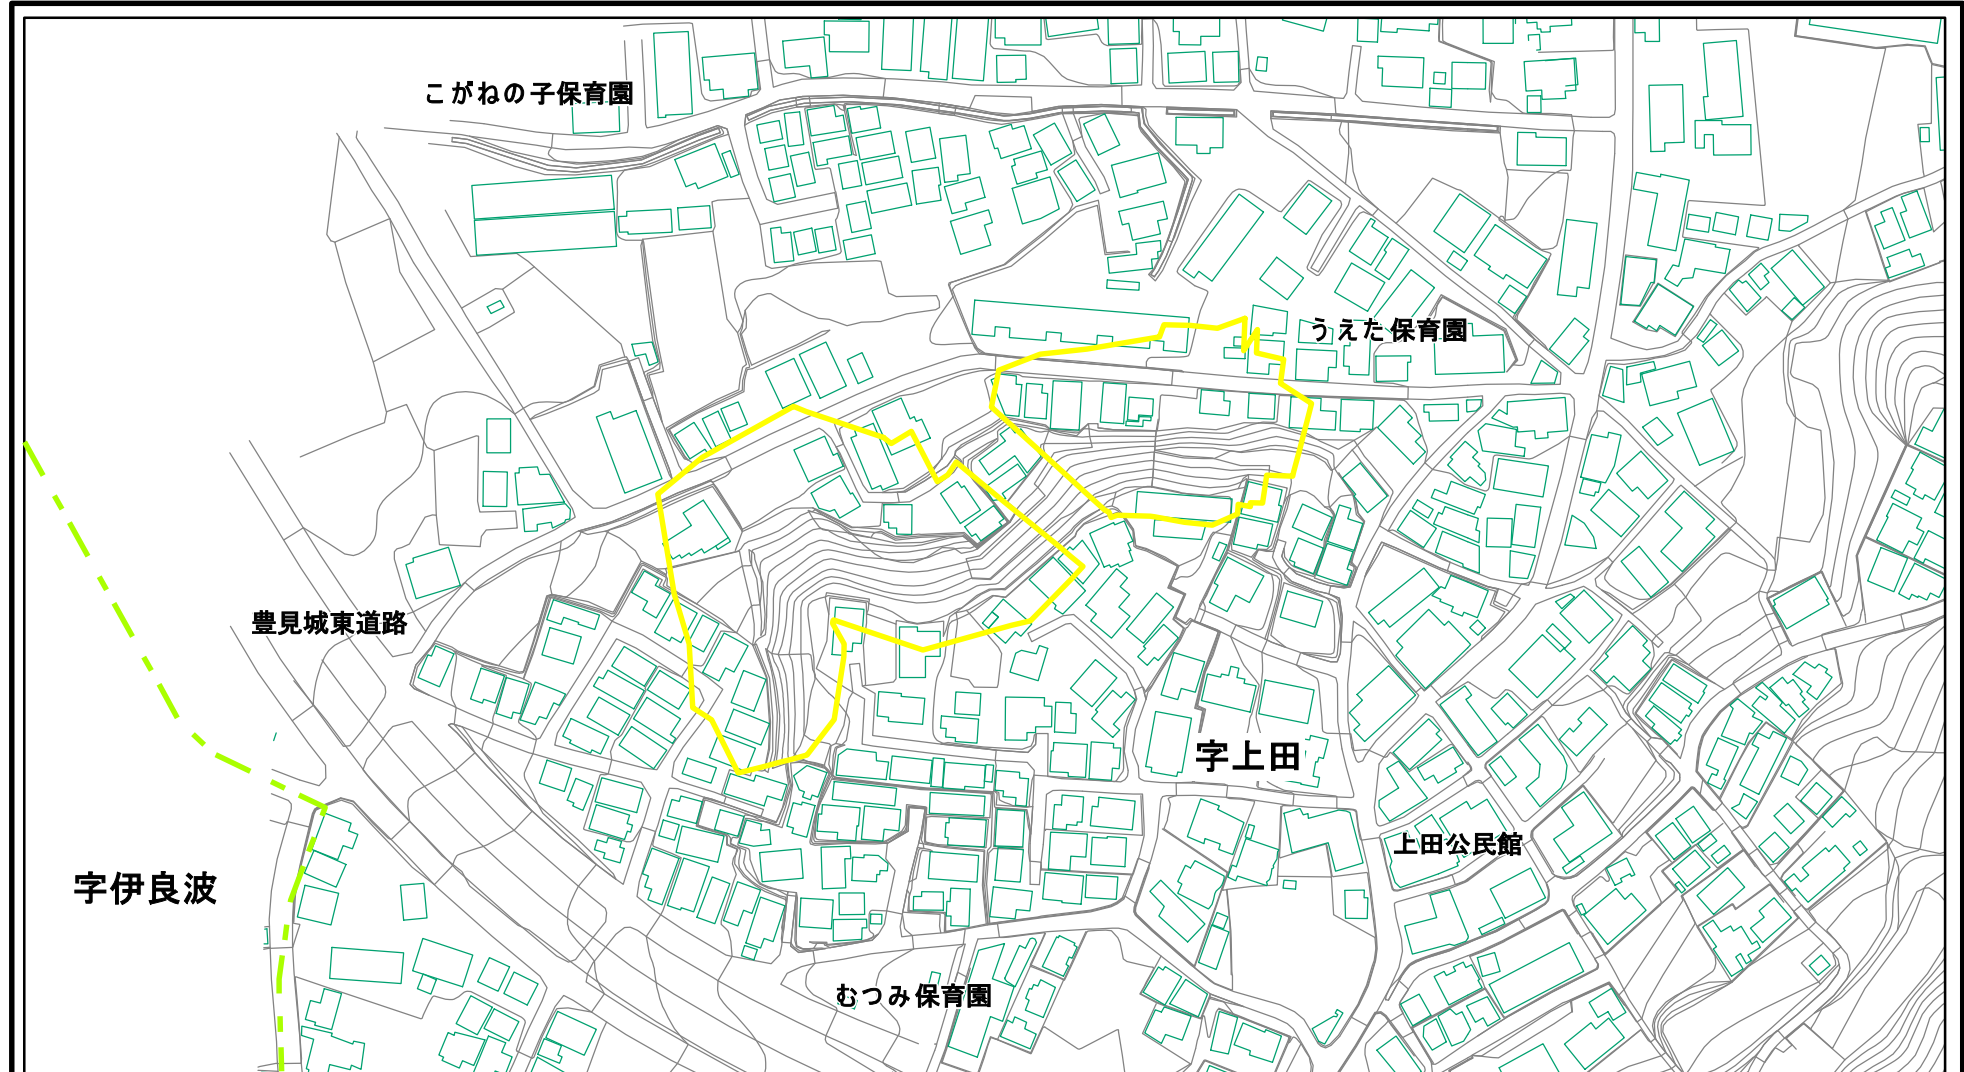 こがねの子保育園
うえた保育園
豊見城東道路
字上田
上田公民館
字伊良波
むつみ保育園